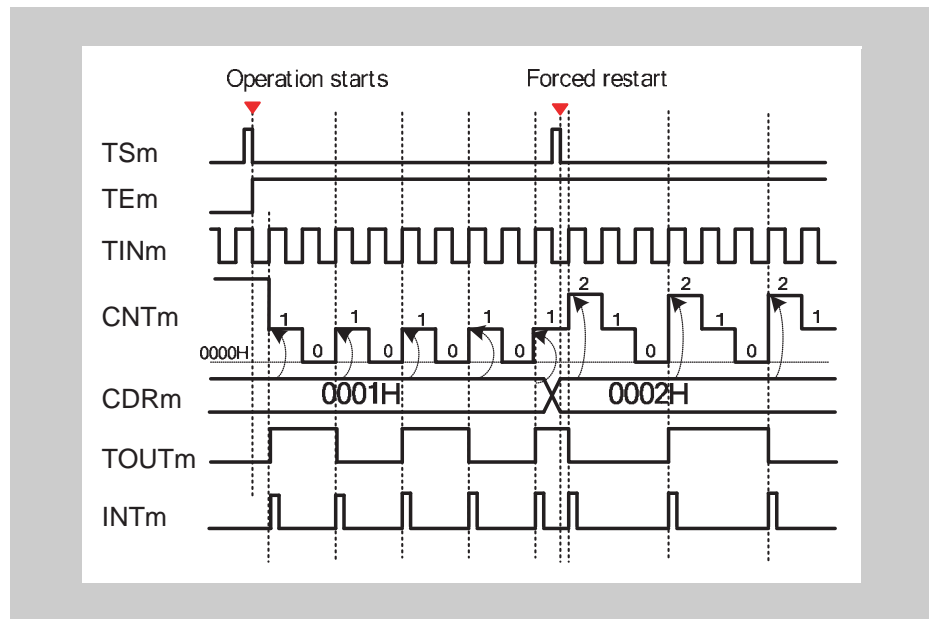 Operation starts Forced restart
TSm
TEm
TINm
2 2 2
CNTm 1 1 1 1 1 1 1 1
0000H 0 0 0 0 0 0
CDRm 0001H 0002H
TOUTm
INTm